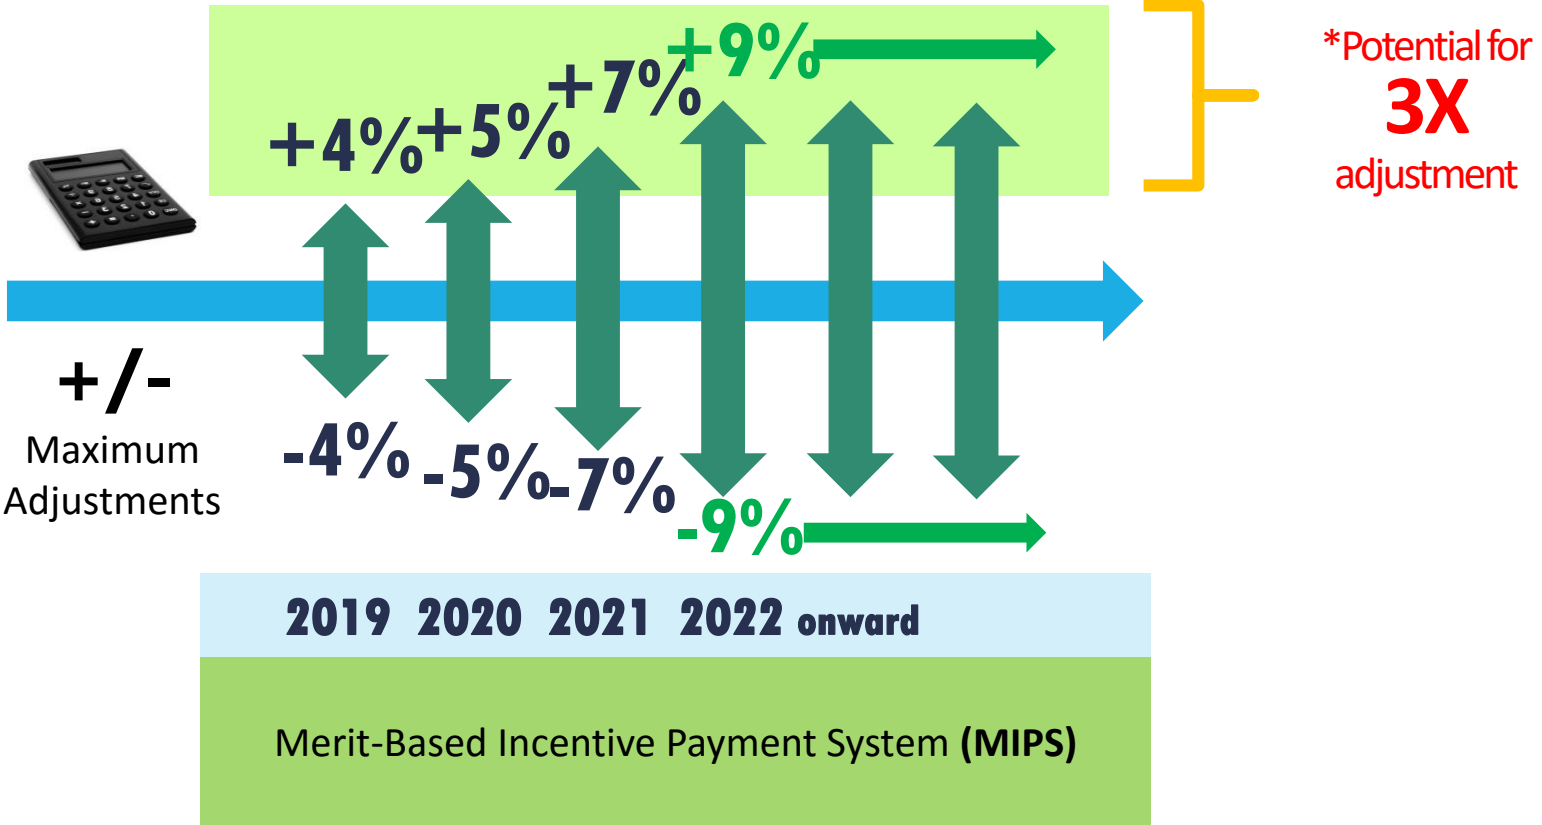 +9%
+7%
+5%
+4%
*Potential for
3X
adjustment
+/-
Maximum
Adjustments
-4%
-5%
-7%
-9%
2019 2020 2021 2022 onward
Merit-Based Incentive Payment System (MIPS)